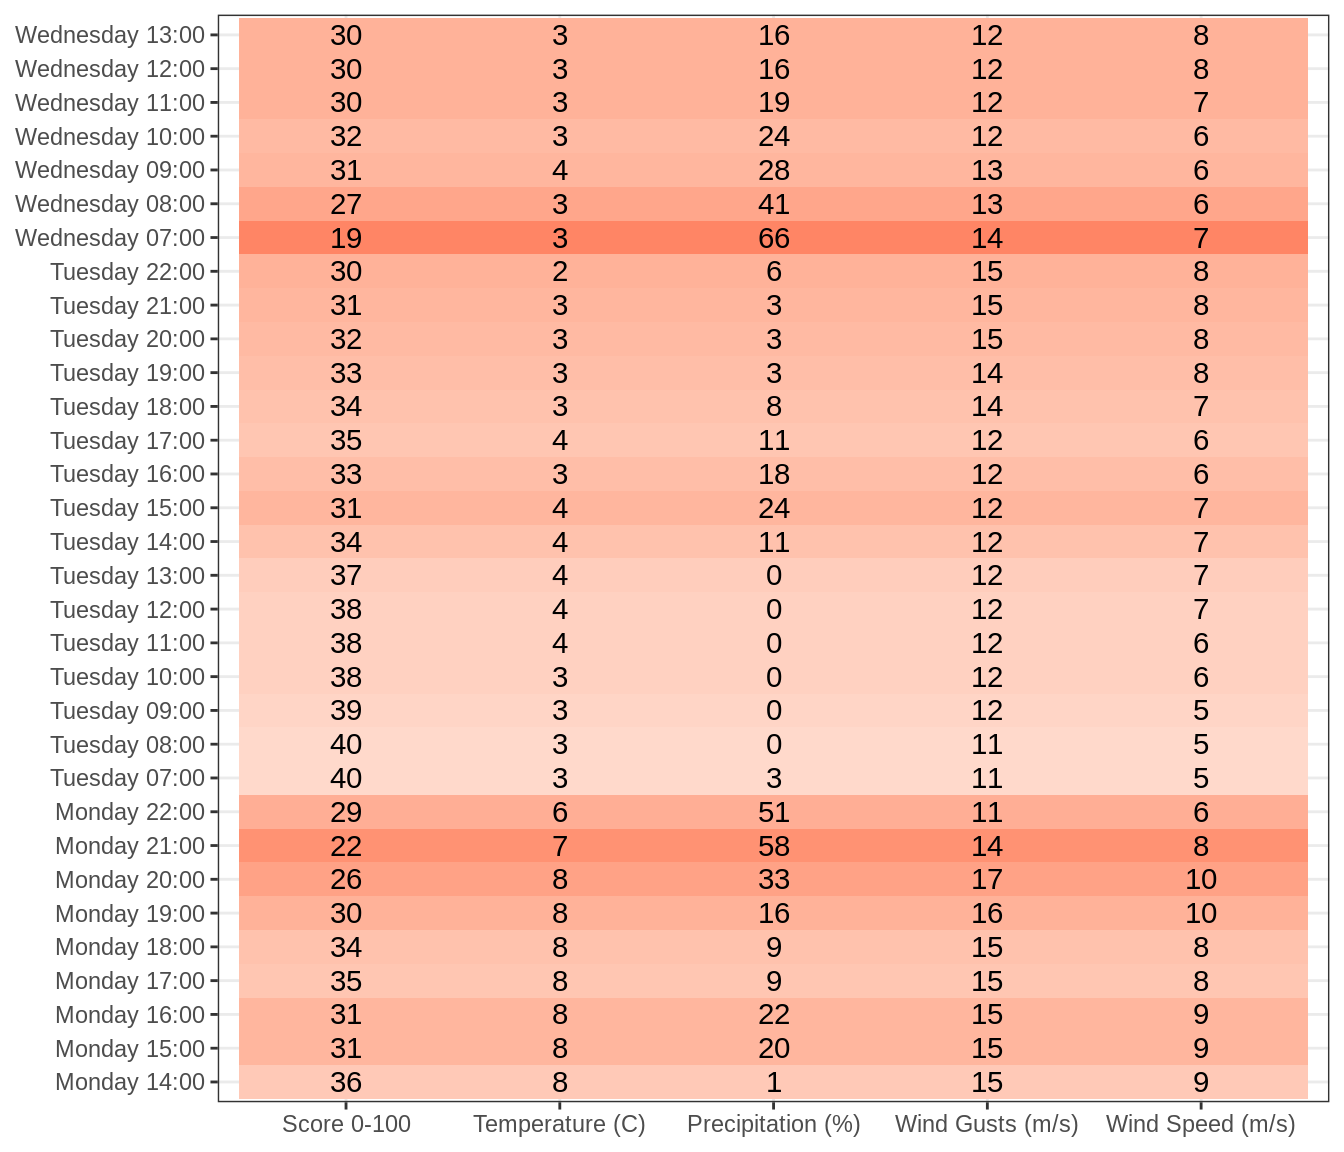 Wednesday 13:00 30 3 16 12 8
Wednesday 12:00 30 3 16 12 8
Wednesday 11:00 30 3 19 12 7
Wednesday 10:00 32 3 24 12 6
Wednesday 09:00 31 4 28 13 6
Wednesday 08:00 27 3 41 13 6
Wednesday 07:00 19 3 66 14 7
Tuesday 22:00 30 2 6 15 8
Tuesday 21:00 31 3 3 15 8
Tuesday 20:00 32 3 3 15 8
Tuesday 19:00 33 3 3 14 8
Tuesday 18:00 34 3 8 14 7
Tuesday 17:00 35 4 11 12 6
Tuesday 16:00 33 3 18 12 6
Tuesday 15:00 31 4 24 12 7
Tuesday 14:00 34 4 11 12 7
Tuesday 13:00 37 4 0 12 7
Tuesday 12:00 38 4 0 12 7
Tuesday 11:00 38 4 0 12 6
Tuesday 10:00 38 3 0 12 6
Tuesday 09:00 39 3 0 12 5
Tuesday 08:00 40 3 0 11 5
Tuesday 07:00 40 3 3 11 5
Monday 22:00 29 6 51 11 6
Monday 21:00 22 7 58 14 8
Monday 20:00 26 8 33 17 10
Monday 19:00 30 8 16 16 10
Monday 18:00 34 8 9 15 8
Monday 17:00 35 8 9 15 8
Monday 16:00 31 8 22 15 9
Monday 15:00 31 8 20 15 9
Monday 14:00 36 8 1 15 9
Score 0-100 Temperature (C) Precipitation (%) Wind Gusts (m/s) Wind Speed (m/s)